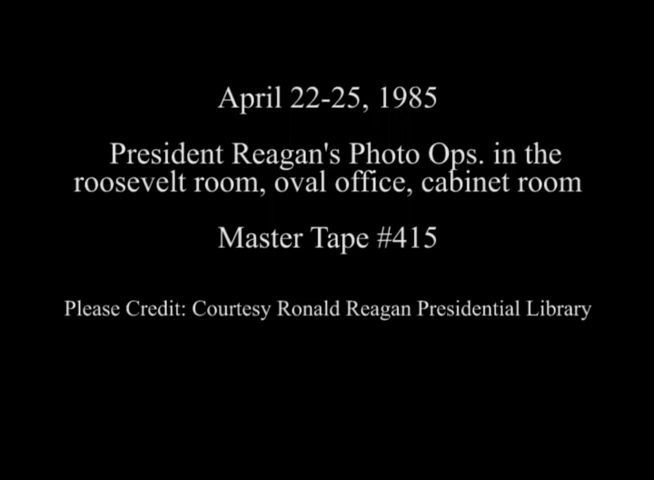 April 22-25, 1985
President Reagan's Photo Ops. in the
roosevelt room, oval office, cabinet room
Master Tape #415
Please Credit: Courtesy Ronald Reagan Presidential Library